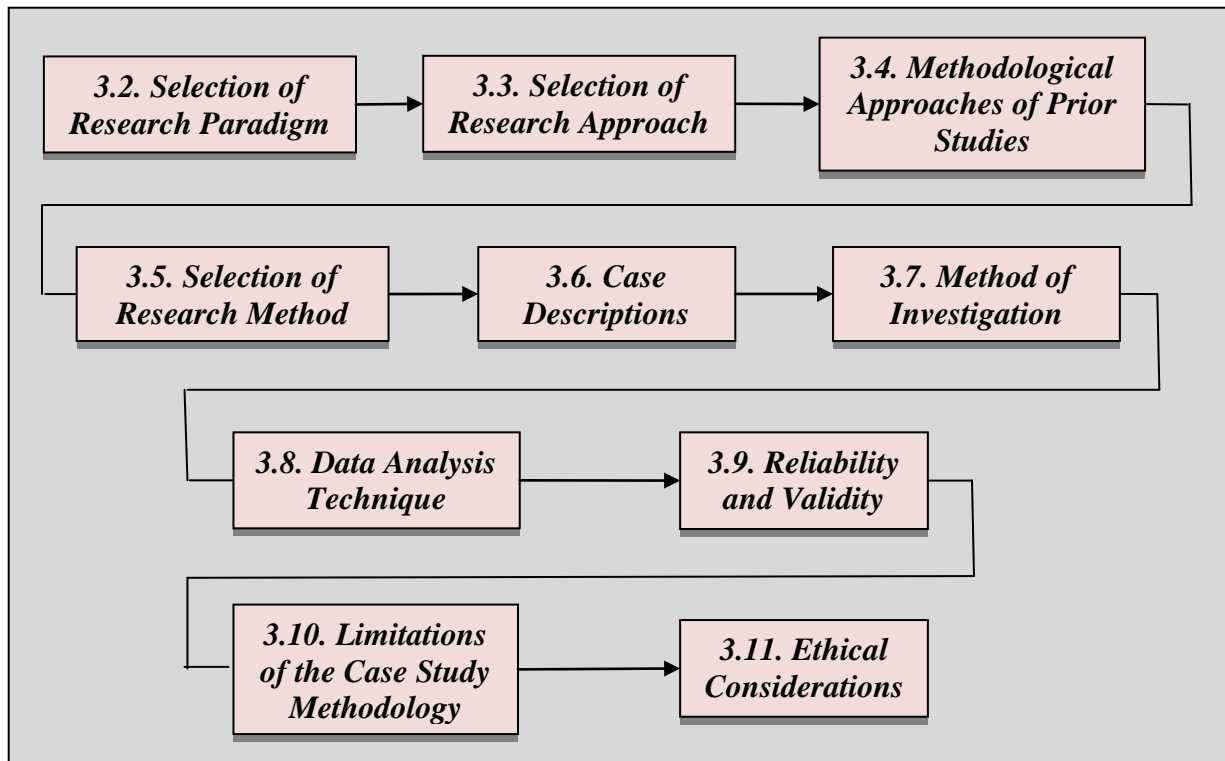 3.2. Selection of
Research Paradigm
3.3. Selection of
Research Approach
3.4. Methodological
Approaches of Prior
Studies
3.5. Selection of
Research Method
3.6. Case
Descriptions
3.7. Method of
Investigation
3.8. Data Analysis
Technique
3.9. Reliability
and Validity
3.10. Limitations
of the Case Study
Methodology
3.11. Ethical
Considerations